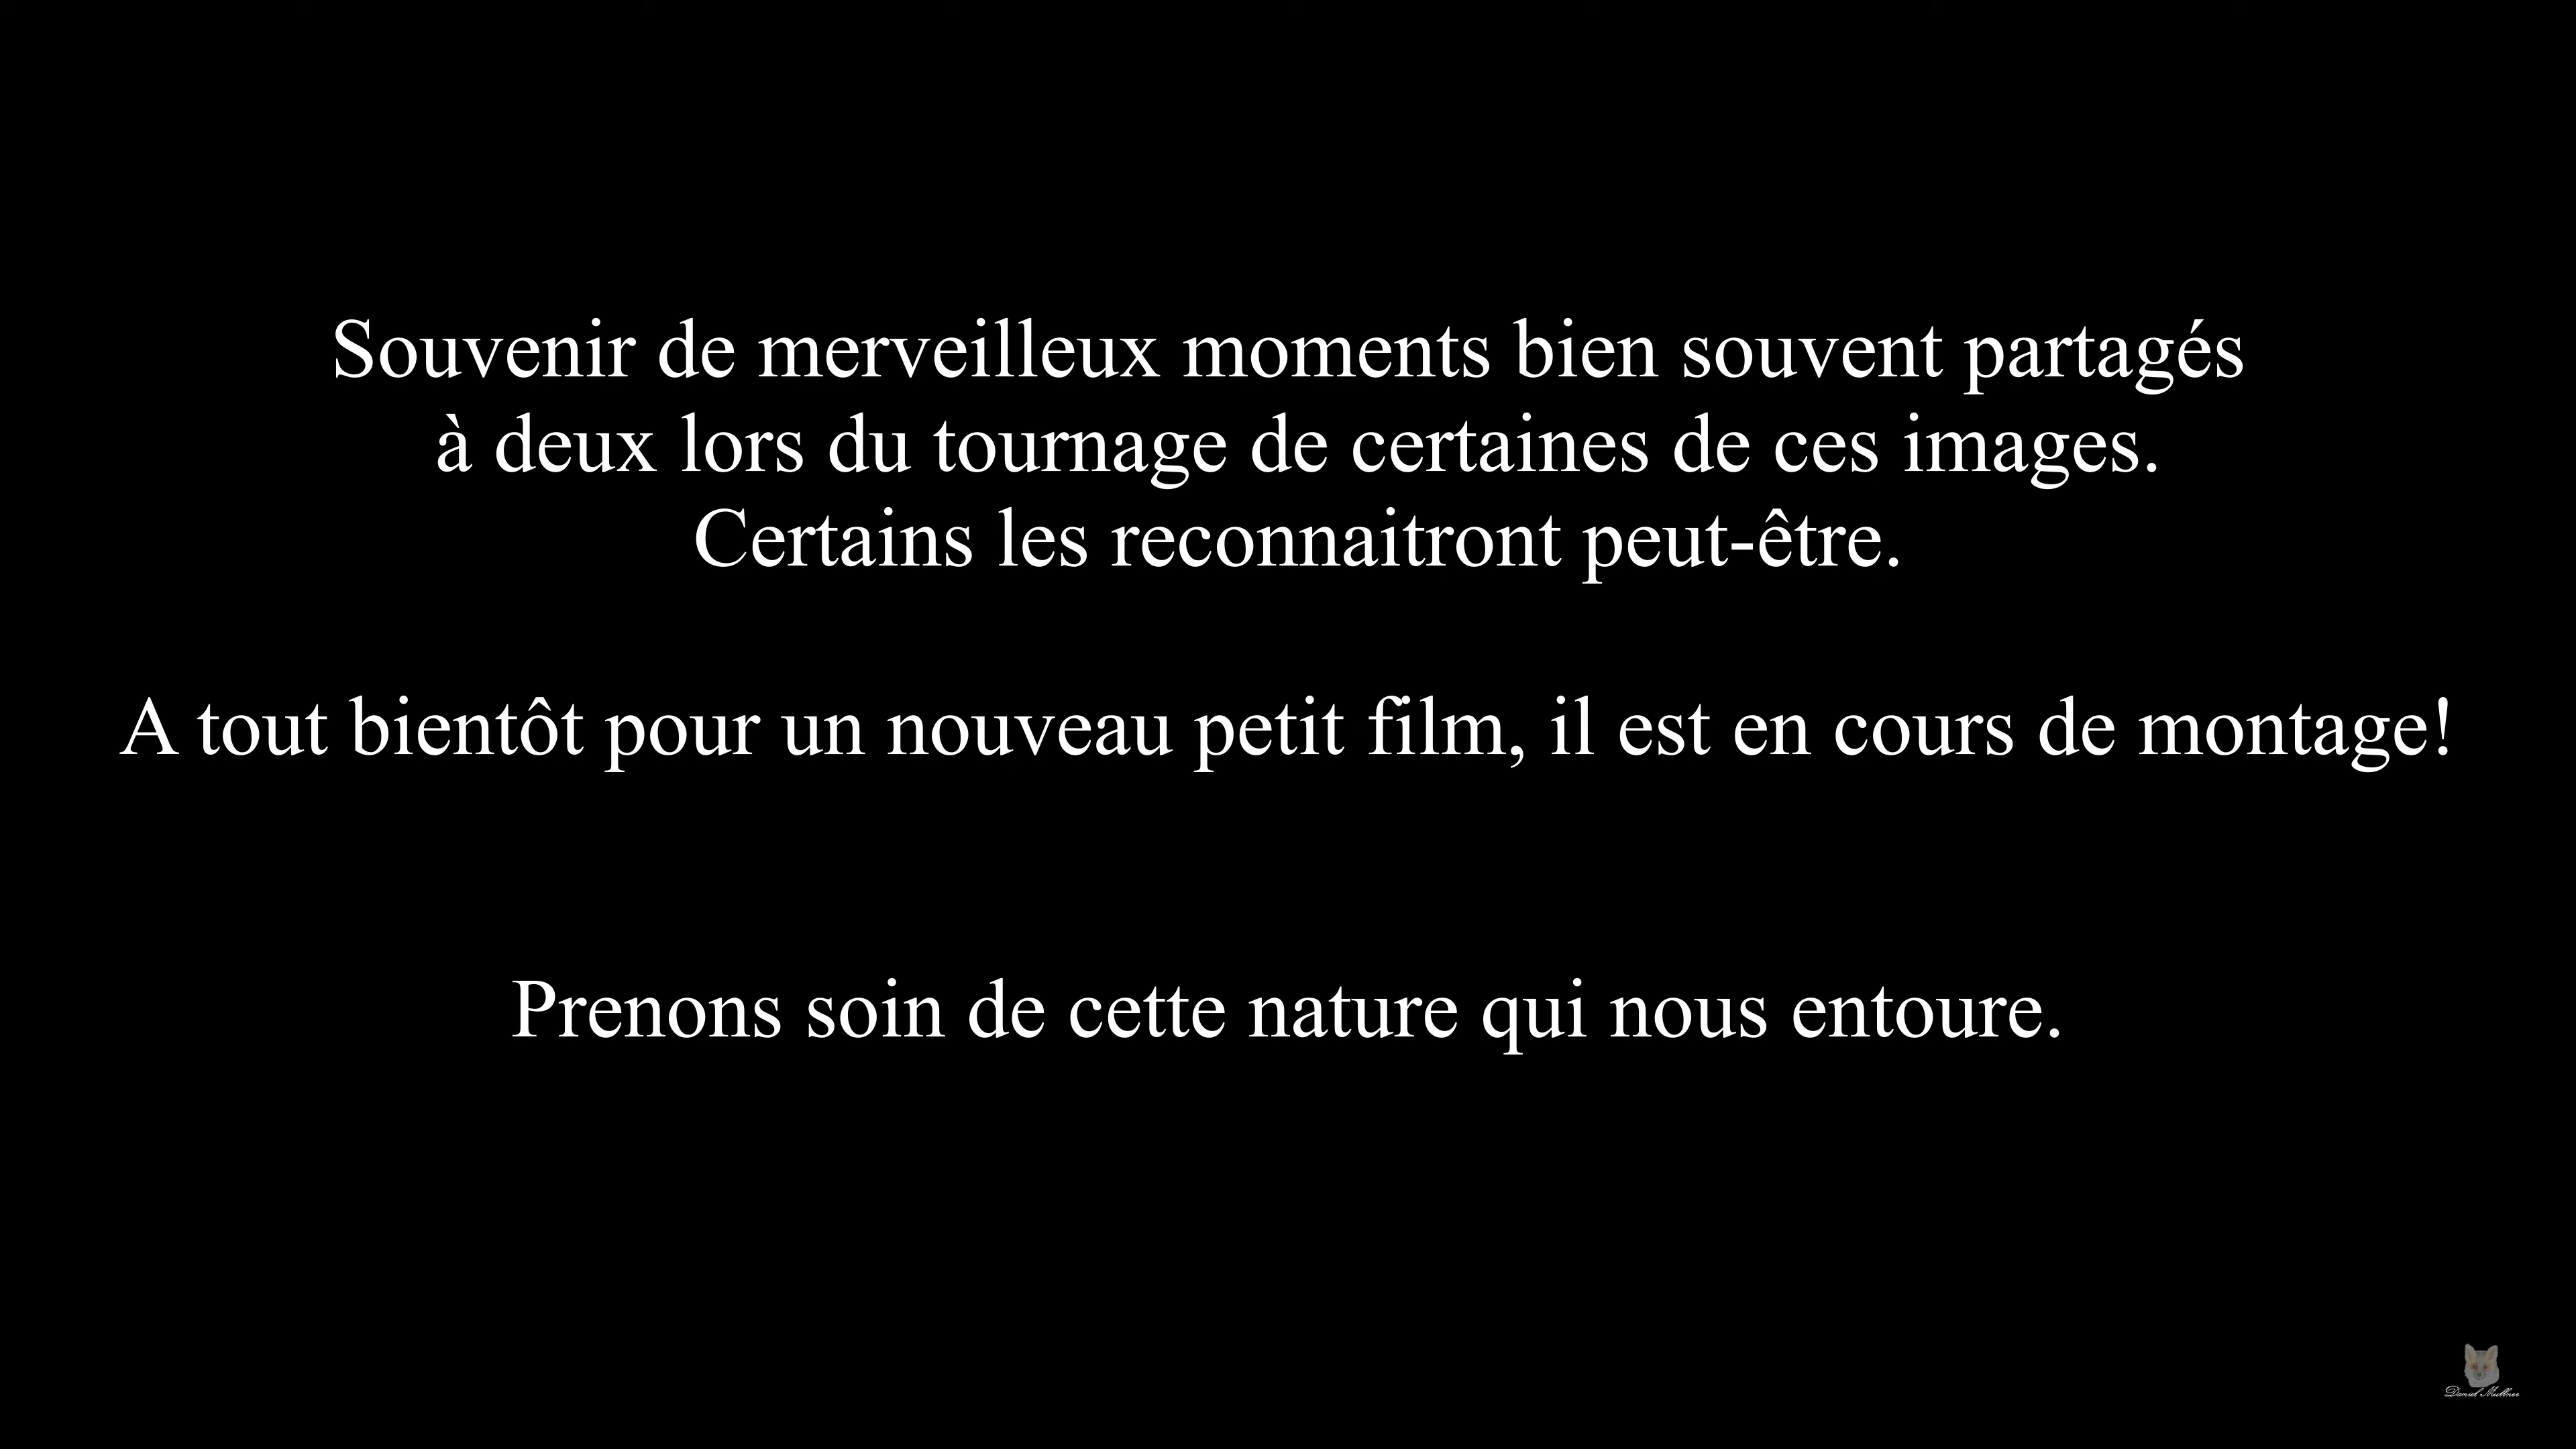 Souvenir de merveilleux moments bien souvent partagés
à deux lors du tournage de certaines de ces images.
Certains les reconnaitront peut-être.
A tout bientôt pour un nouveau petit film, il est en cours de montage!
Prenons soin de cette nature qui nous entoure.
Daniel Mullner